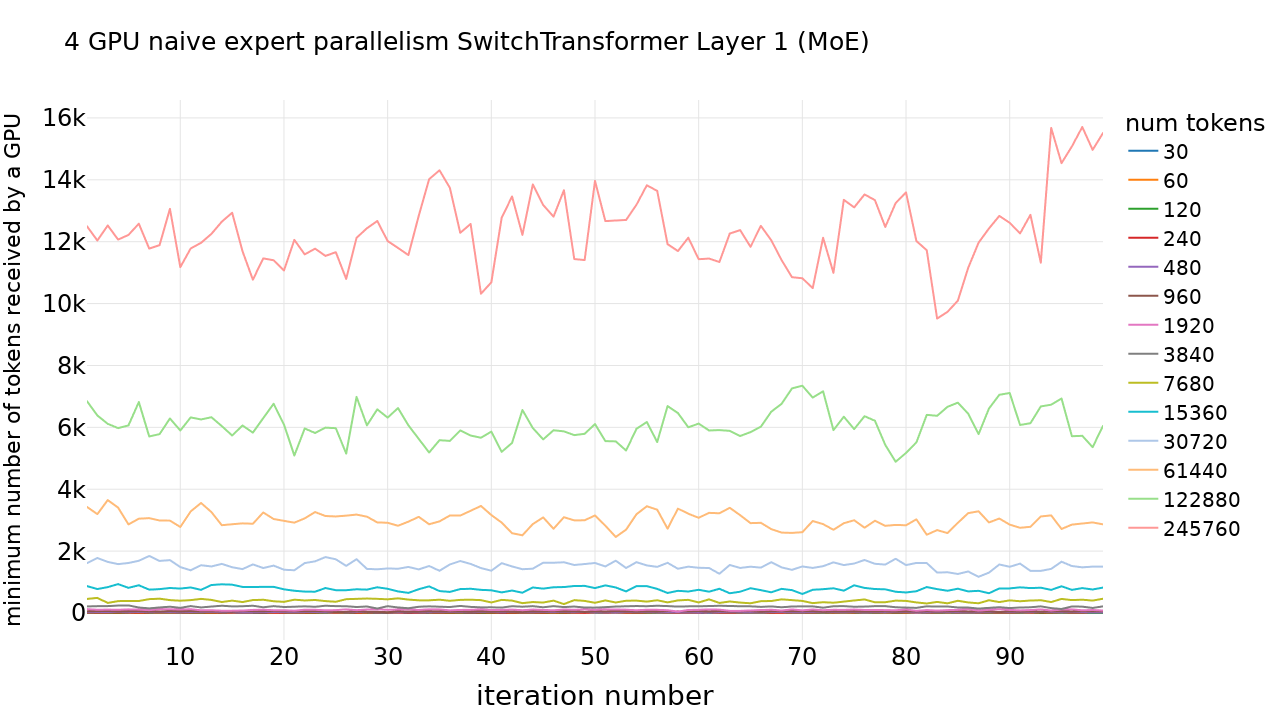 4 GPU naive expert parallelism SwitchTransformer Layer 1 (MoE)
minimum number of tokens received by a GPU
16k
14k
12k
10k
8k
6k
4k
2k
0
10 20 30 40 50 60 70 80 90
iteration number
num tokens
30
60
120
240
480
960
1920
3840
7680
15360
30720
61440
122880
245760